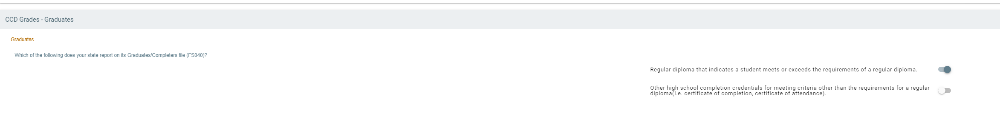 CCD Grades - Graduates
Graduates
Which of the following does your state report on its Graduates/Completers file (FS040)?
Regular diploma that indicates a student meets or exceeds the requirements of a regular diploma.
Other high school completion credentials for meeting criteria other than the requirements for a regular
diploma(i.e. certificate of completion, certificate of attendance).